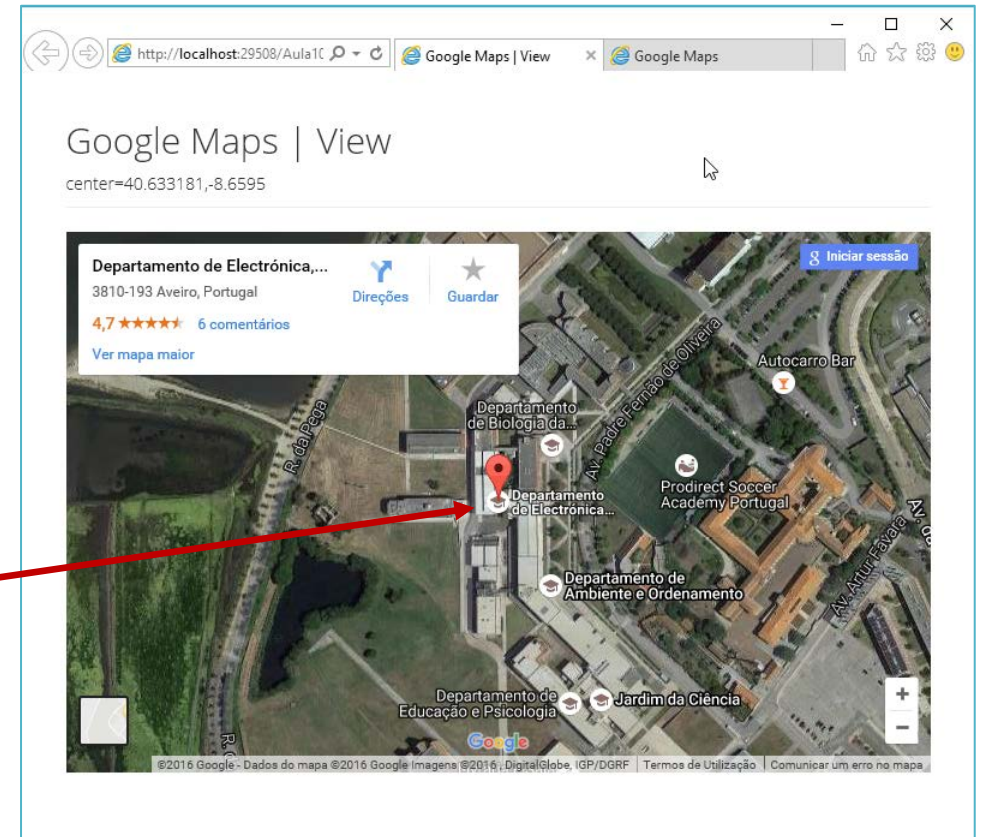 http://localhost:29508/Aula10
Google Maps | View
Google Maps
Google Maps | View
center=40.633181,-8.6595
Departamento de Electrónica,...
3810-193 Aveiro, Portugal
4,7
6 comentários
Ver mapa maior
Direções
Guardar
g Iniciar sessão
Autocarro Bar
Av. Padre Fernão de Oliveira
Departamento
de Biologia da...
R. da Pega
Prodirect Soccer
Academy Portugal
Departamento
de Electrónica...
Av. Artur Favara
Departamento de
Ambiente e Ordenamento
Departamento de
Educação e Psicologia
Jardim da Ciência
Google
+
−
©2016 Google - Dados do mapa ©2016 Google Imagens ©2016, DigitalGlobe, IGP/DGRF
Termos de Utilização
Comunicar um erro no mapa